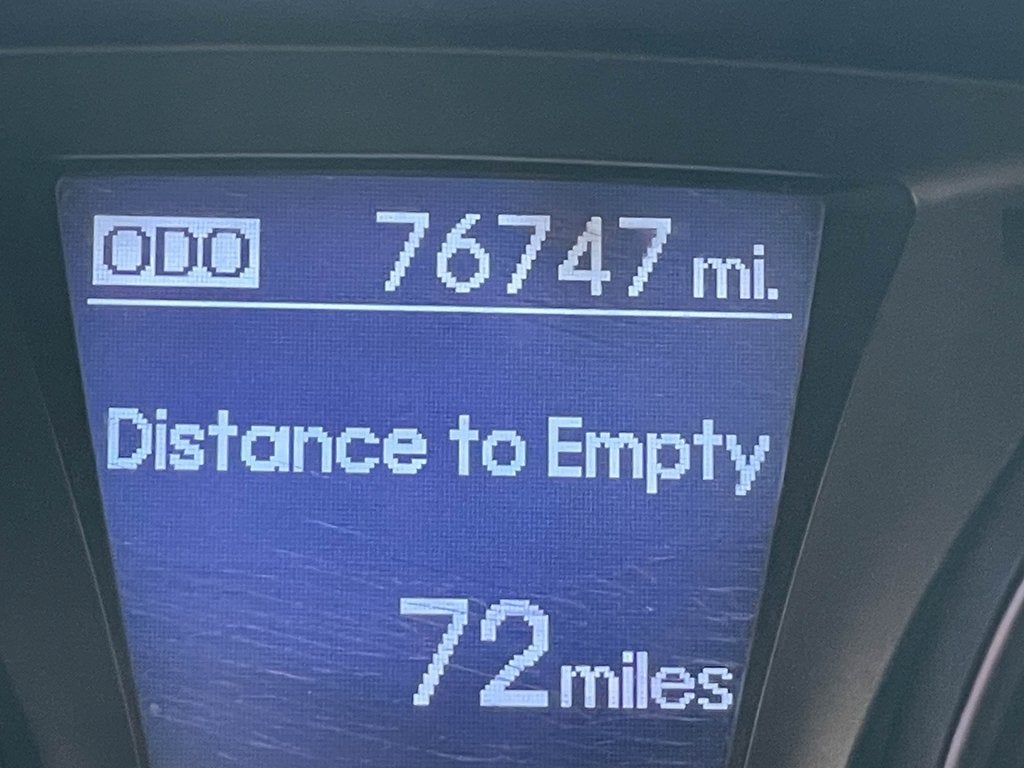 ODO 76747 mi.
Distance to Empty
72 miles